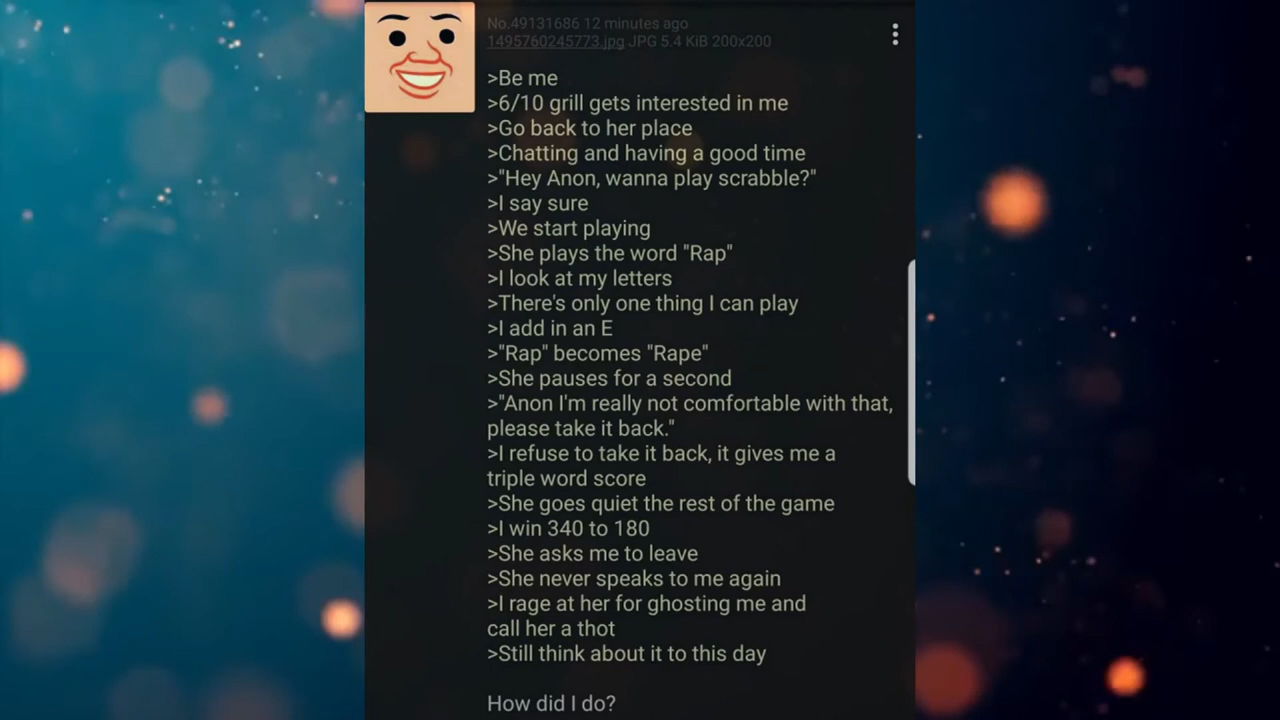 No.49131686 12 minutes ago
1495760245773.jpg JPG 5.4 KiB 200x200
>Be me
>6/10 grill gets interested in me
>Go back to her place
>Chatting and having a good time
>"Hey Anon, wanna play scrabble?"
>I say sure
>We start playing
>She plays the word "Rap"
>I look at my letters
>There's only one thing I can play
>I add in an E
>"Rap" becomes "Rape"
>She pauses for a second
>"Anon I'm really not comfortable with that,
please take it back."
>I refuse to take it back, it gives me a
triple word score
>She goes quiet the rest of the game
>I win 340 to 180
>She asks me to leave
>She never speaks to me again
>I rage at her for ghosting me and
call her a thot
>Still think about it to this day
How did I do?